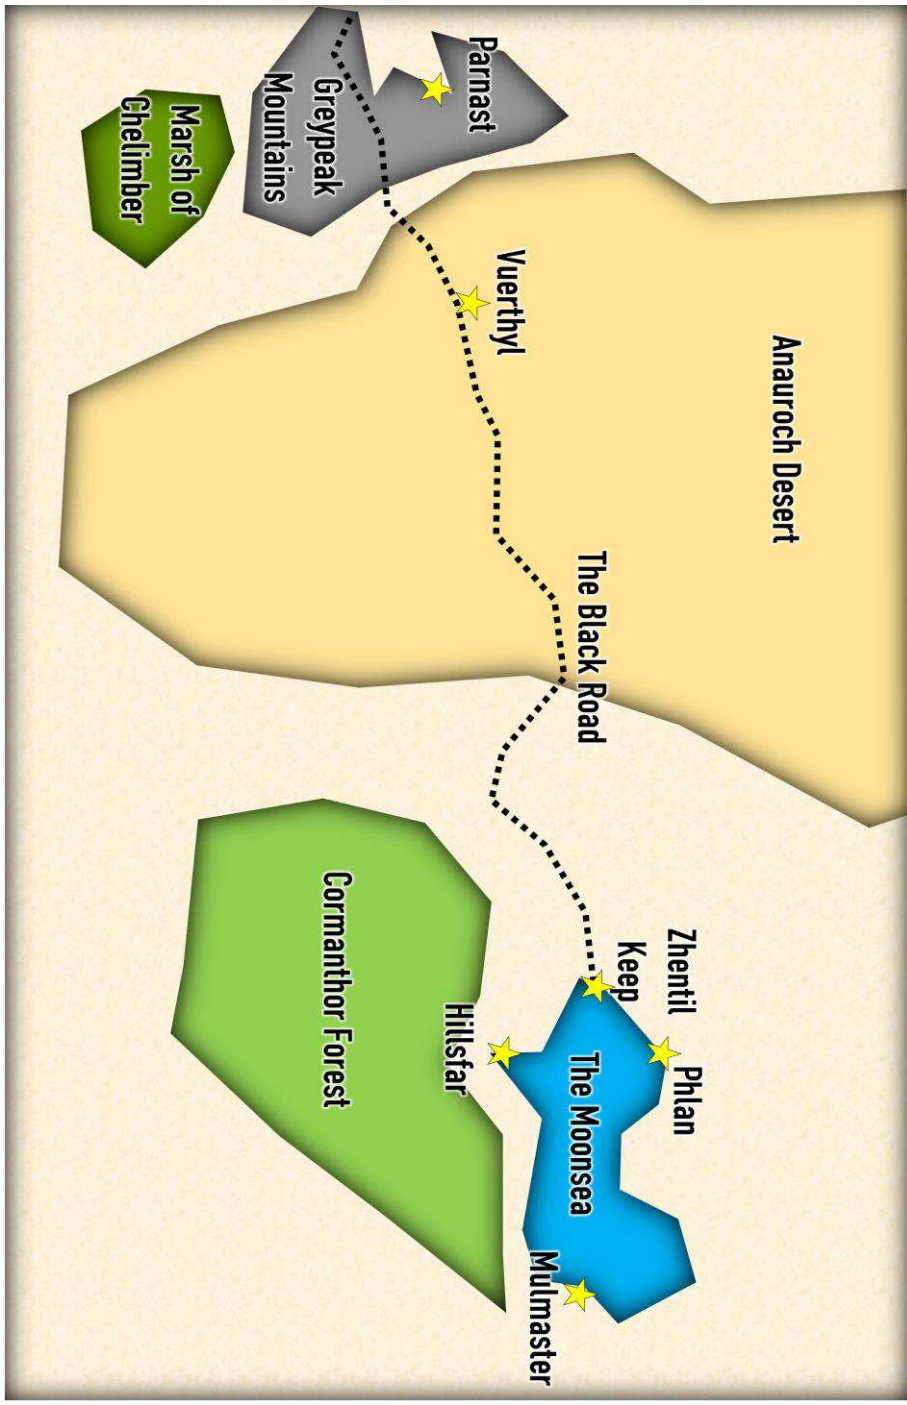 Parnast
Greypeak
Mountains
Marsh of
Chelimber
Vuerthyl
Anauroch Desert
The Black Road
Zhentil
Keep
Phlan
The Moonsea
Hillsfar
Mulmaster
Cormanthor Forest